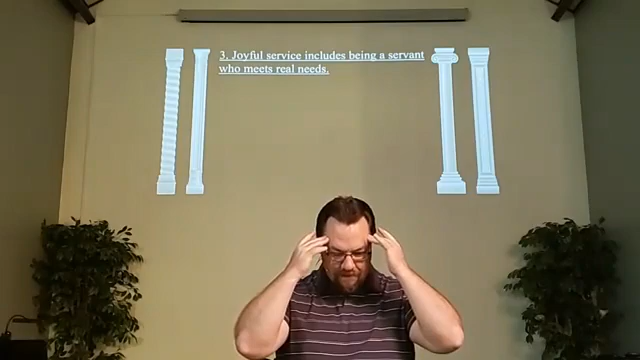 3. Joyful service includes being a servant
who meets real needs.